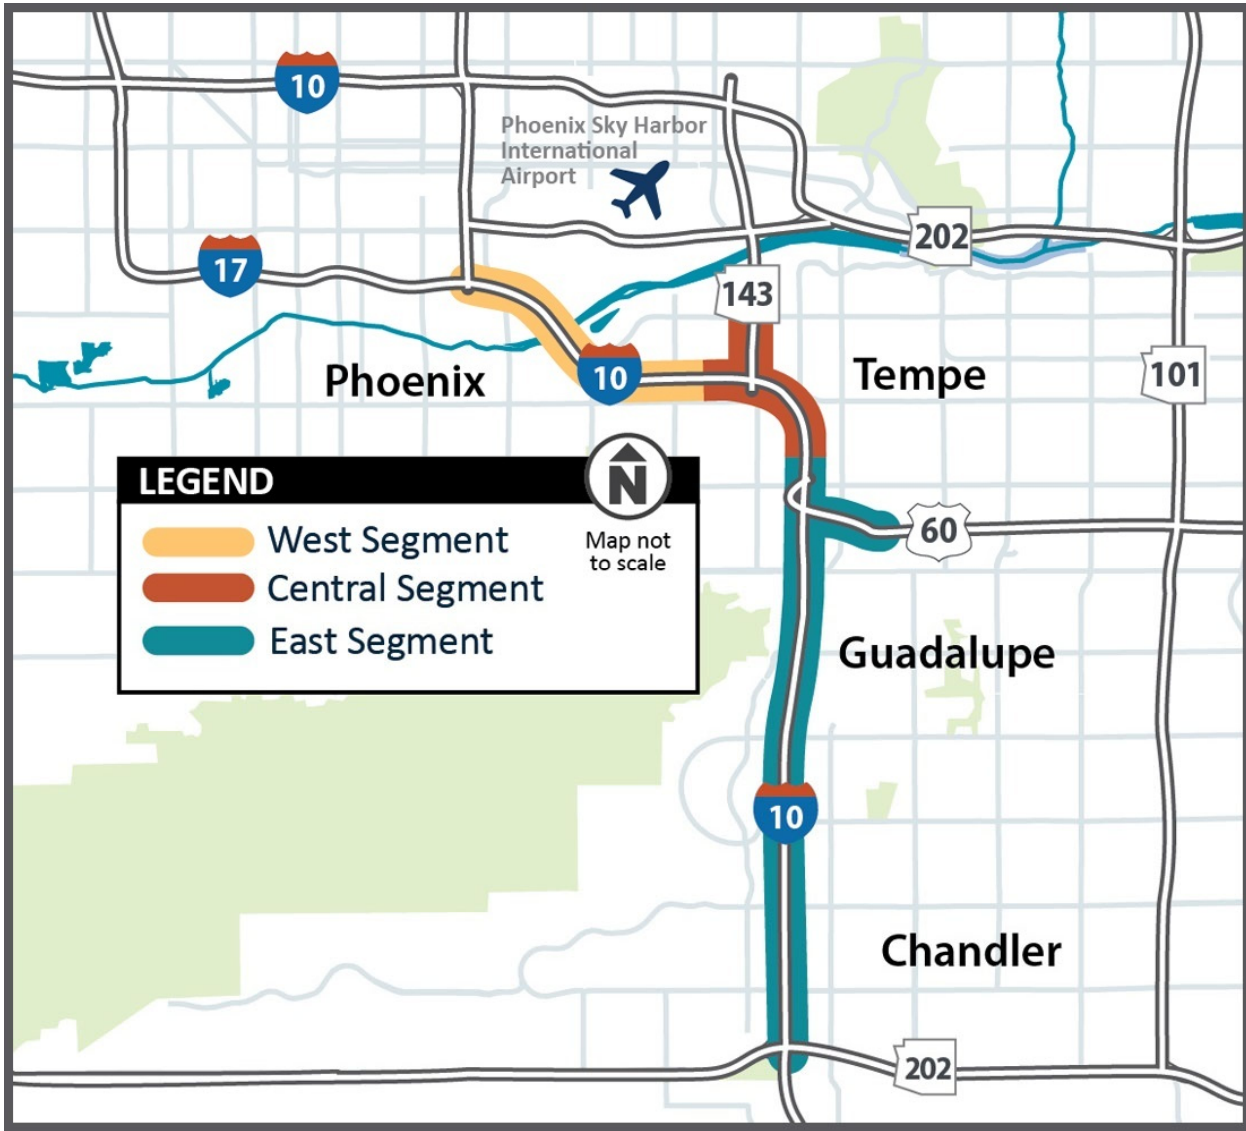 10
Phoenix Sky Harbor
International
Airport
202
17
143
10
Phoenix
Tempe
101
LEGEND
N
West Segment
Map not
to scale
60
Central Segment
East Segment
Guadalupe
10
Chandler
202